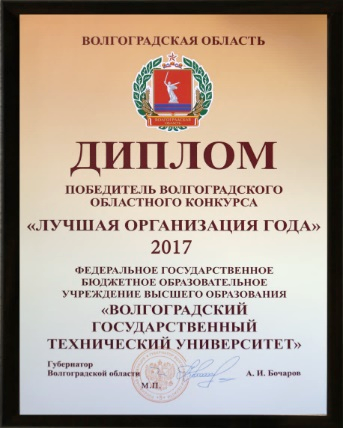 ВОЛГОГРАДСКАЯ ОБЛАСТЬ
ДИПЛОМ
ПОБЕДИТЕЛЬ ВОЛГОГРАДСКОГО
ОБЛАСТНОГО КОНКУРСА
«ЛУЧШАЯ ОРГАНИЗАЦИЯ ГОДА»
2017
ФЕДЕРАЛЬНОЕ ГОСУДАРСТВЕННОЕ
БЮДЖЕТНОЕ ОБРАЗОВАТЕЛЬНОЕ
УЧРЕЖДЕНИЕ ВЫСШЕГО ОБРАЗОВАНИЯ
«ВОЛГОГРАДСКИЙ
ГОСУДАРСТВЕННЫЙ
ТЕХНИЧЕСКИЙ УНИВЕРСИТЕТ»
Губернатор
Волгоградской области А. И. Бочаров
М.П.